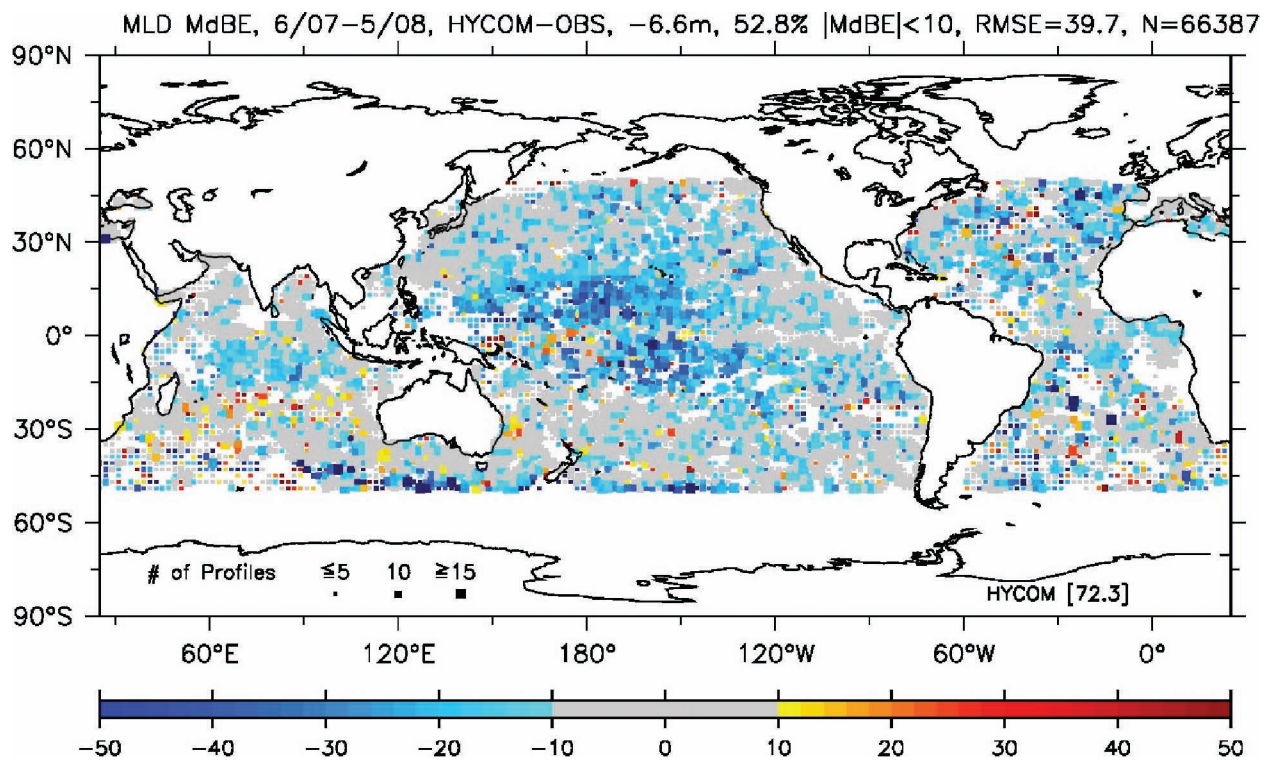 MLD MdBE, 6/07−5/08, HYCOM−OBS, −6.6m, 52.8% |MdBE|<10, RMSE=39.7, N=66387
90°N
60°N
30°N
0°
30°S
60°S
90°S
# of Profiles ≦5 10 ≧15
HYCOM [72.3]
60°E 120°E 180° 120°W 60°W 0°
−50 −40 −30 −20 −10 0 10 20 30 40 50